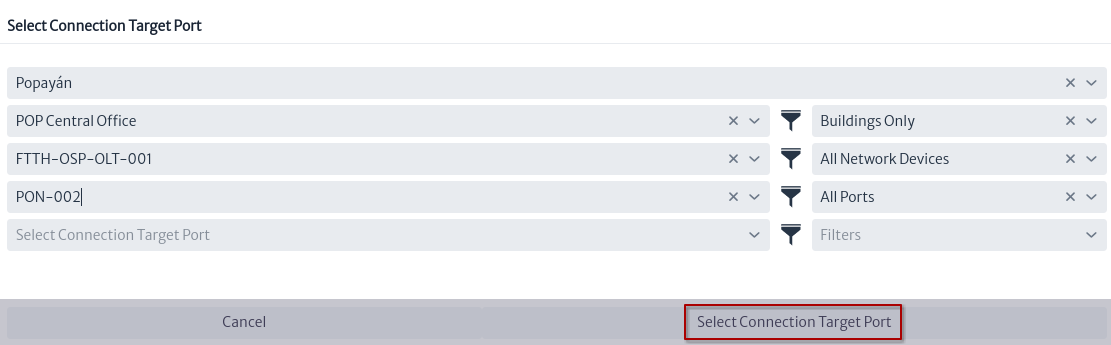 Select Connection Target Port
Popayán
POP Central Office Buildings Only
FTTH-OSP-OLT-001 All Network Devices
PON-002 All Ports
Select Connection Target Port Filters
Cancel Select Connection Target Port